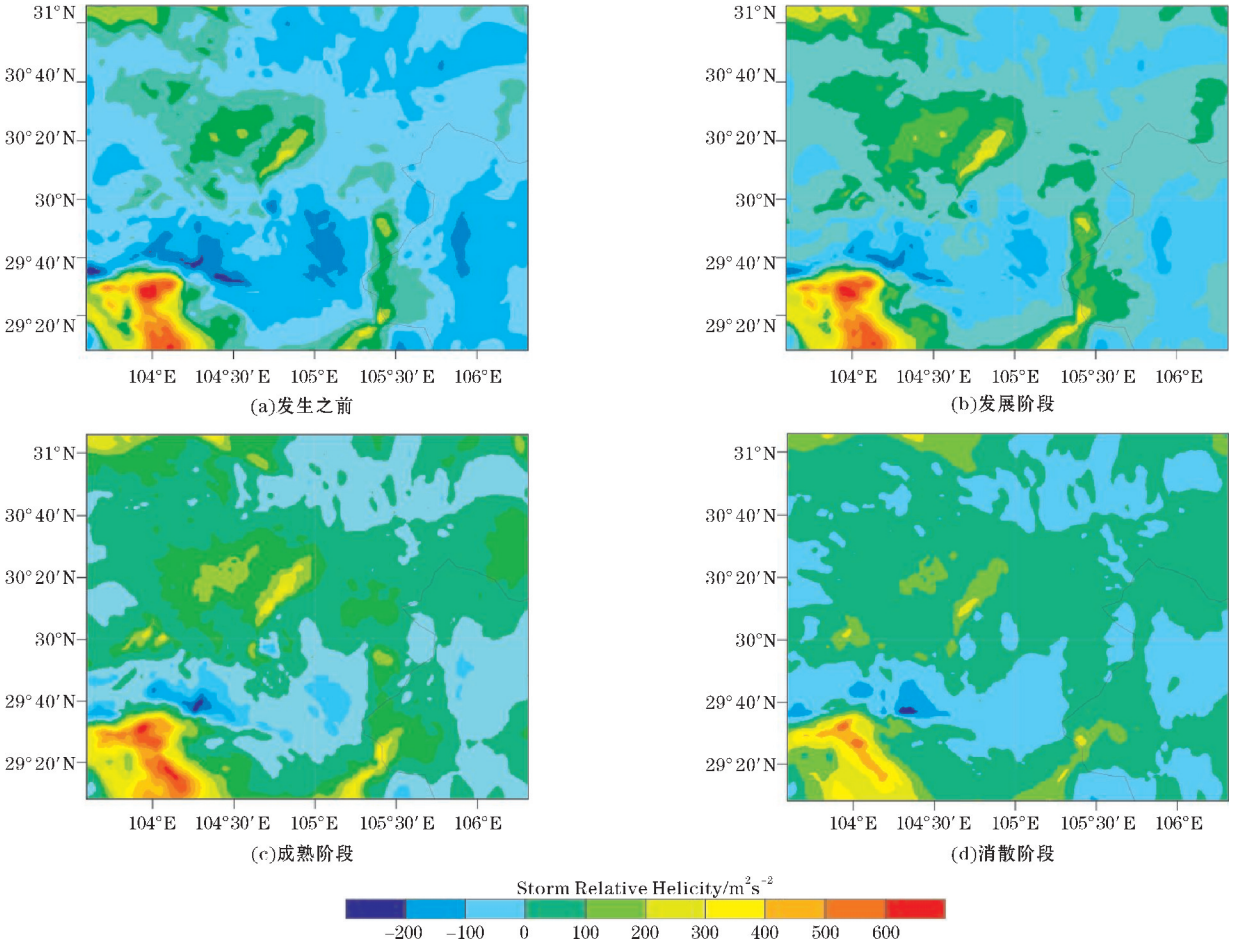 31°N
30°40′N
30°20′N
30°N
29°40′N
29°20′N
104°E 104°30′E 105°E 105°30′E 106°E
(a)发生之前
31°N
30°40′N
30°20′N
30°N
29°40′N
29°20′N
104°E 104°30′E 105°E 105°30′E 106°E
(b)发展阶段
31°N
30°40′N
30°20′N
30°N
29°40′N
29°20′N
104°E 104°30′E 105°E 105°30′E 106°E
(c)成熟阶段
31°N
30°40′N
30°20′N
30°N
29°40′N
29°20′N
104°E 104°30′E 105°E 105°30′E 106°E
(d)消散阶段
Storm Relative Helicity/m²s⁻²
−200 −100 0 100 200 300 400 500 600